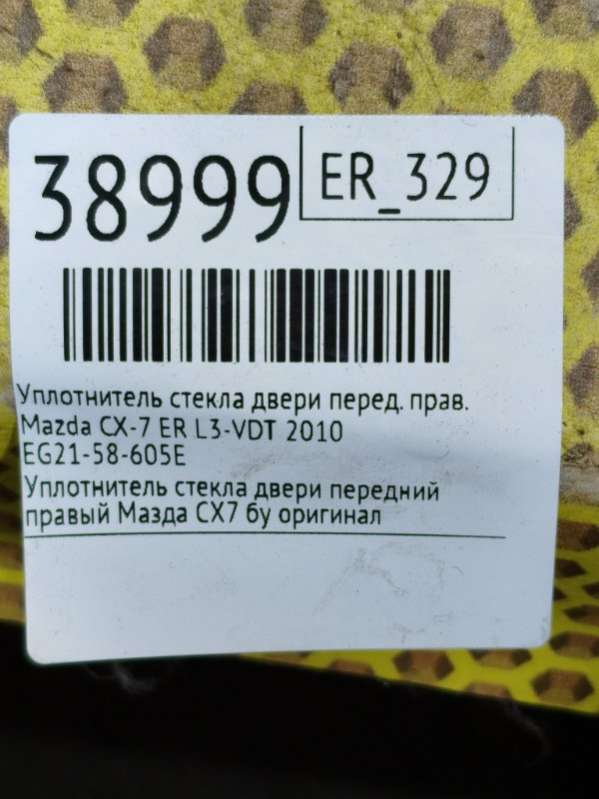 38999
ER_329
Уплотнитель стекла двери перед. прав.
Mazda CX-7 ER L3-VDT 2010
EG21-58-605E
Уплотнитель стекла двери передний
правый Мазда СХ7 бу оригинал